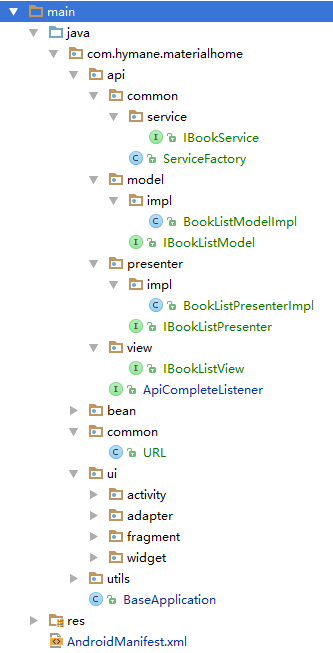 main
java
com.hymane.materialhome
api
common
service
IBookService
ServiceFactory
model
impl
BookListModelImpl
IBookListModel
presenter
impl
BookListPresenterImpl
IBookListPresenter
view
IBookListView
ApiCompleteListener
bean
common
URL
ui
activity
adapter
fragment
widget
utils
BaseApplication
res
AndroidManifest.xml